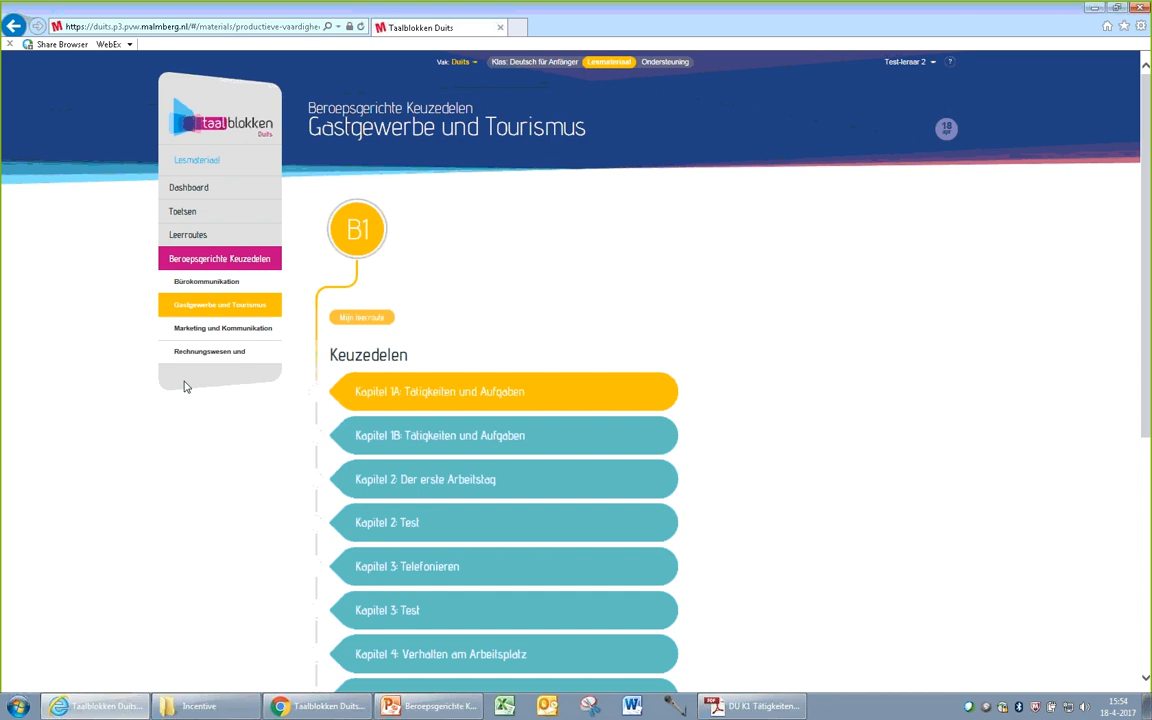 https://duits.p3.pvw.malmberg.nl/#/materials/productieve-vaardighe
Taalblokken Duits
Share Browser WebEx
Vak: Duits Klas: Deutsch für Anfänger Lesmateriaal Ondersteuning Test-leraar 2 ?
Beroepsgerichte Keuzedelen
Gastgewerbe und Tourismus
18
apr
taalblokken
Duits
Lesmateriaal
Dashboard
Toetsen
Leerroutes
Beroepsgerichte Keuzedelen
Bürokommunikation
Gastgewerbe und Tourismus
Marketing und Kommunikation
Rechnungswesen und
B1
Mijn leerroute
Keuzedelen
Kapitel 1A: Tätigkeiten und Aufgaben
Kapitel 1B: Tätigkeiten und Aufgaben
Kapitel 2: Der erste Arbeitstag
Kapitel 2: Test
Kapitel 3: Telefonieren
Kapitel 3: Test
Kapitel 4: Verhalten am Arbeitsplatz
Taalblokken Duits...
Incentive
Taalblokken Duits...
Beroepsgerichte K...
DU K1 Tätigkeiten...
15:54
18-4-2017